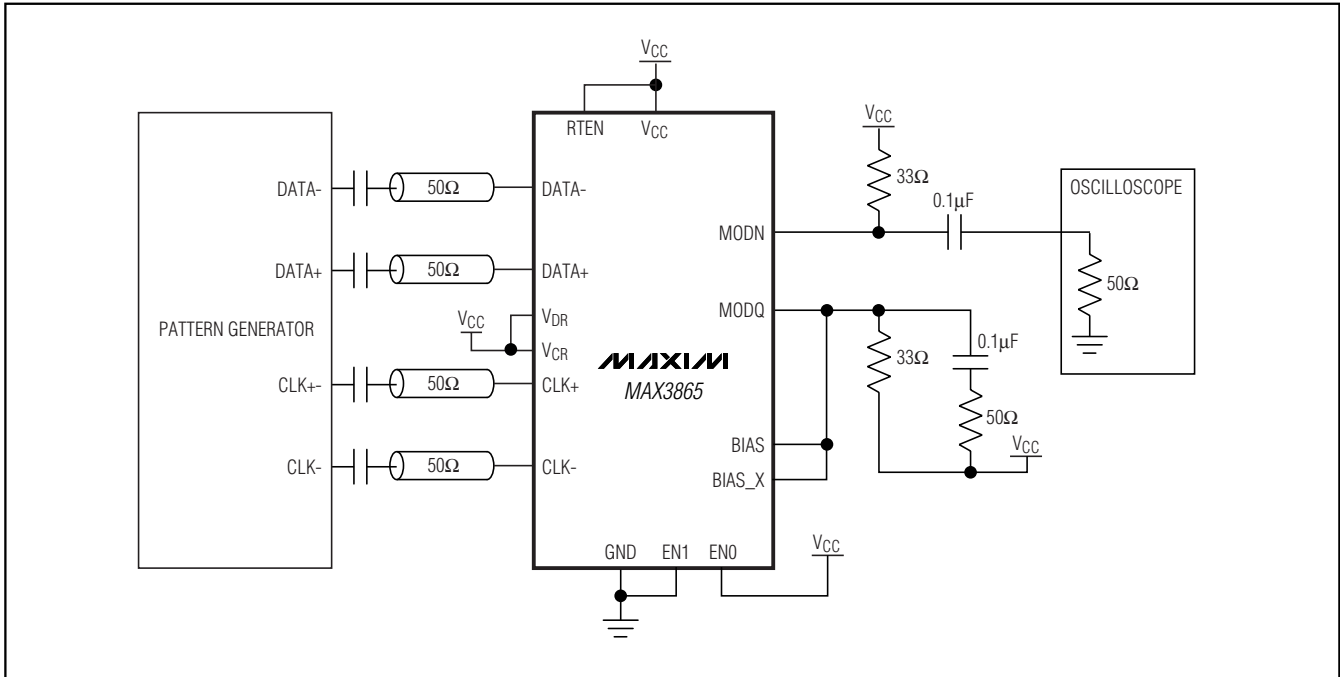 VCC
RTEN
VCC
DATA-
50Ω
DATA-
DATA+
50Ω
DATA+
PATTERN GENERATOR
VCC
VDR
VCR
CLK+-
50Ω
CLK+
CLK-
50Ω
CLK-
MAXIM
MAX3865
MODN
MODQ
BIAS
BIAS_X
GND
EN1
EN0
VCC
VCC
33Ω
0.1μF
OSCILLOSCOPE
50Ω
33Ω
0.1μF
50Ω
VCC